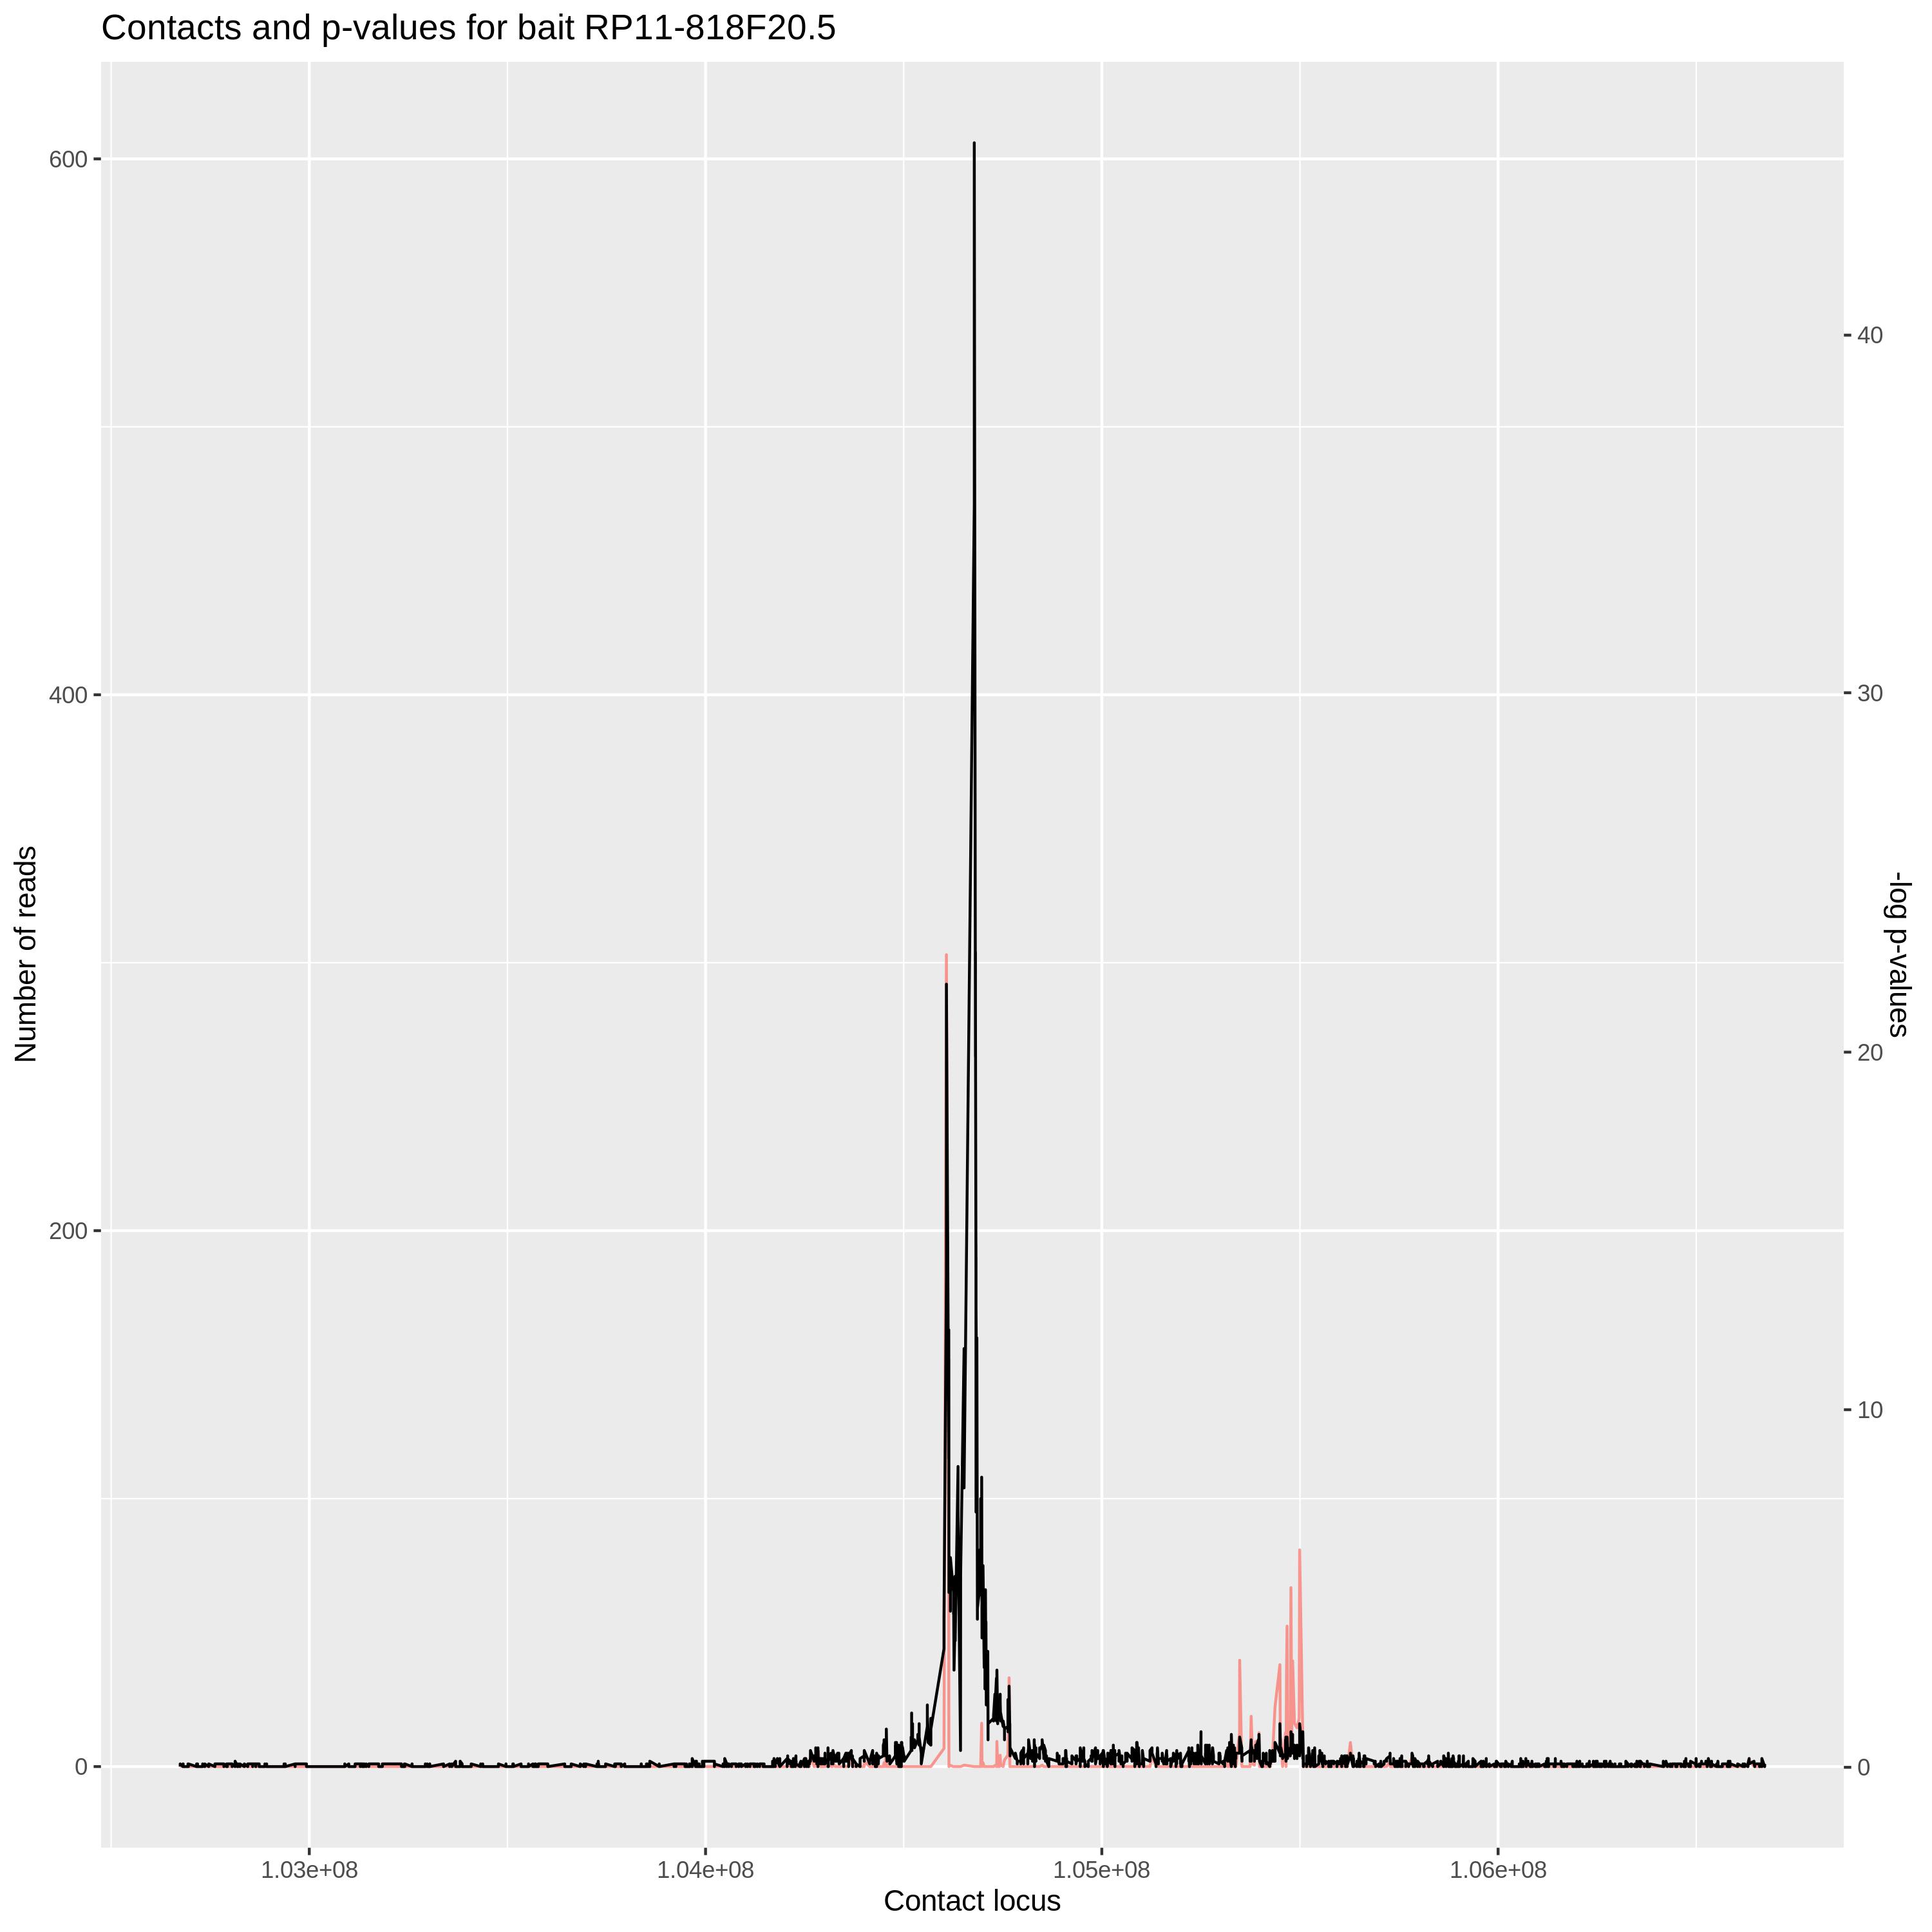 Contacts and p-values for bait RP11-818F20.5
600
400
200
0
Number of reads
40
30
20
10
0
-log p-values
1.03e+08
1.04e+08
1.05e+08
1.06e+08
Contact locus